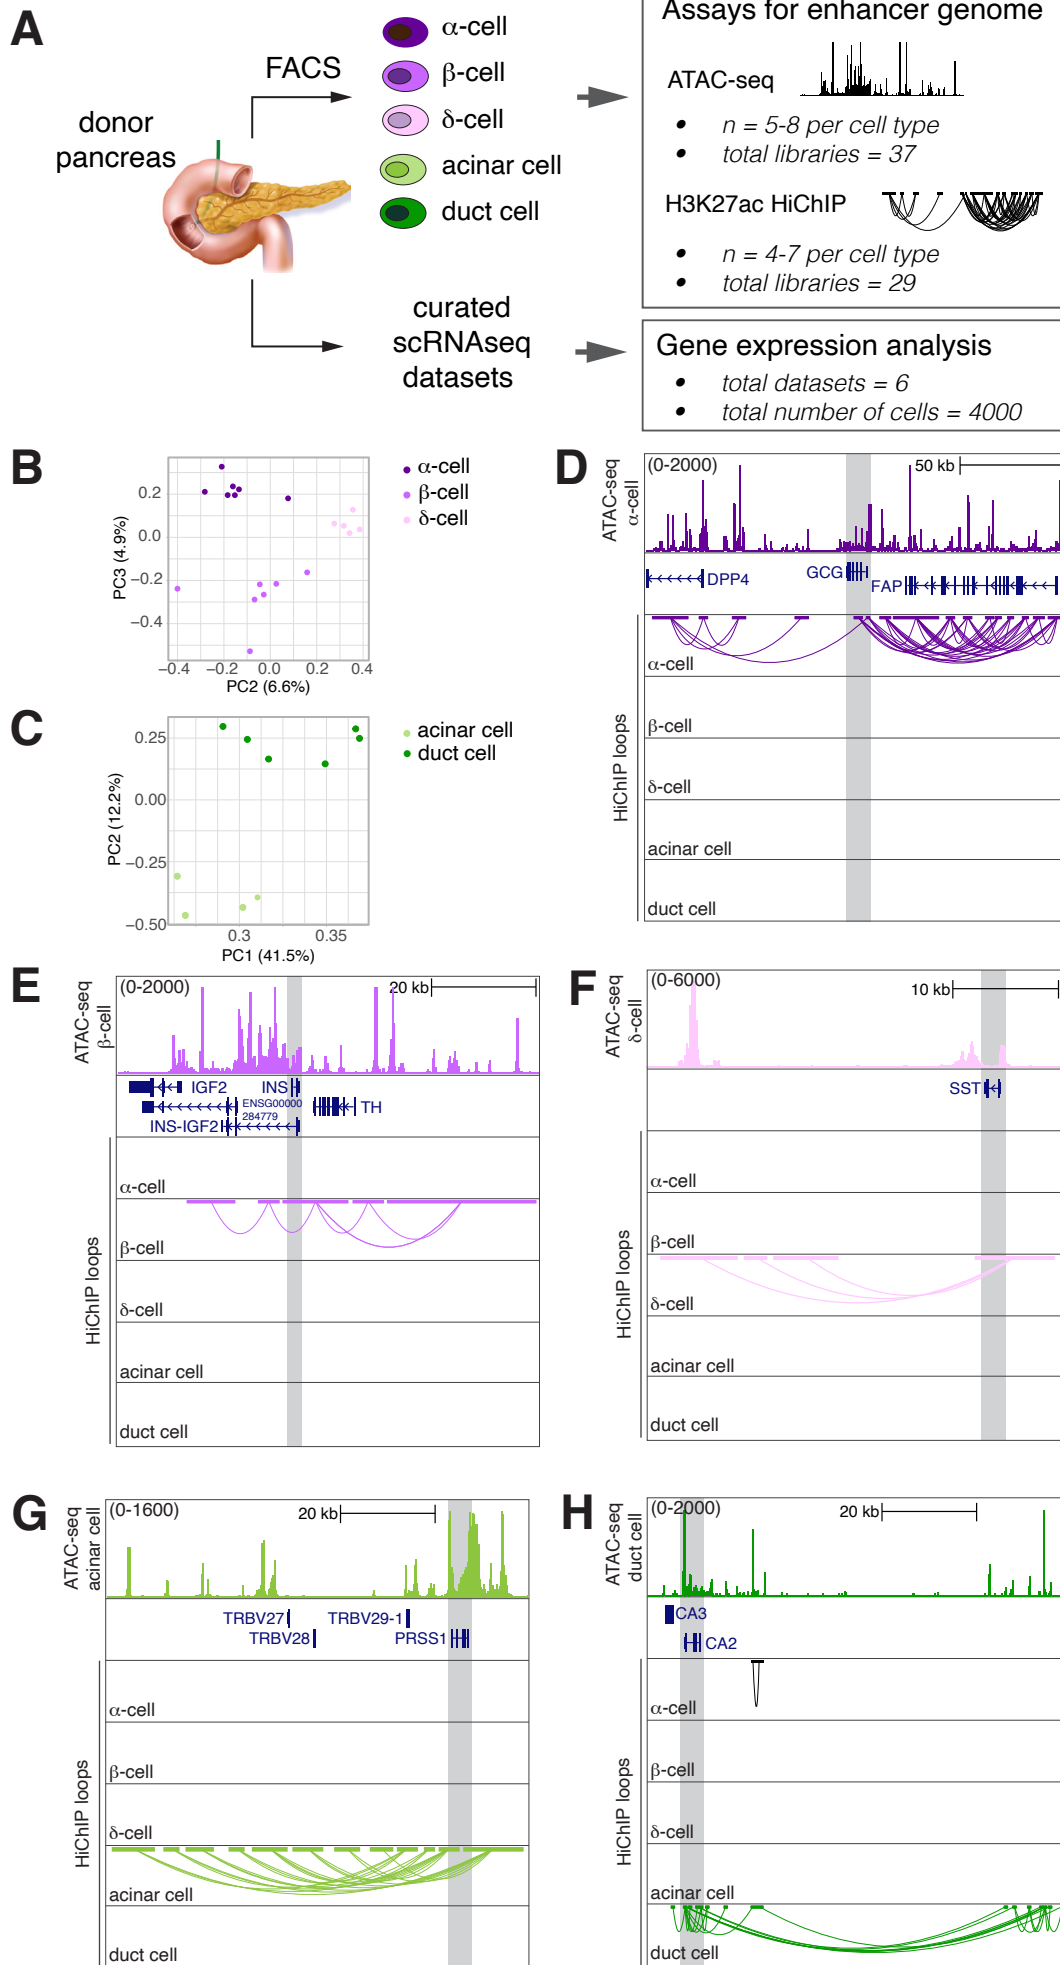 A
donor
pancreas
FACS
α-cell
β-cell
δ-cell
acinar cell
duct cell
curated
scRNAseq
datasets
Assays for enhancer genome
ATAC-seq
• n = 5-8 per cell type
• total libraries = 37
H3K27ac HiChIP
• n = 4-7 per cell type
• total libraries = 29
Gene expression analysis
• total datasets = 6
• total number of cells = 4000
B
PC3 (4.9%)
0.2
0.0
−0.2
−0.4
−0.4 −0.2 0.0 0.2 0.4
PC2 (6.6%)
α-cell
β-cell
δ-cell
C
PC2 (12.2%)
0.25
0.00
−0.25
−0.50
0.3 0.35
PC1 (41.5%)
acinar cell
duct cell
D
ATAC-seq
α-cell
(0-2000)
50 kb
DPP4
GCG
FAP
HiChIP loops
α-cell
β-cell
δ-cell
acinar cell
duct cell
E
ATAC-seq
β-cell
(0-2000)
20 kb
IGF2
INS
ENSG00000
284779
TH
INS-IGF2
HiChIP loops
α-cell
β-cell
δ-cell
acinar cell
duct cell
F
ATAC-seq
δ-cell
(0-6000)
10 kb
SST
HiChIP loops
α-cell
β-cell
δ-cell
acinar cell
duct cell
G
ATAC-seq
acinar cell
(0-1600)
20 kb
TRBV27
TRBV29-1
TRBV28
PRSS1
HiChIP loops
α-cell
β-cell
δ-cell
acinar cell
duct cell
H
ATAC-seq
duct cell
(0-2000)
20 kb
CA3
CA2
HiChIP loops
α-cell
β-cell
δ-cell
acinar cell
duct cell